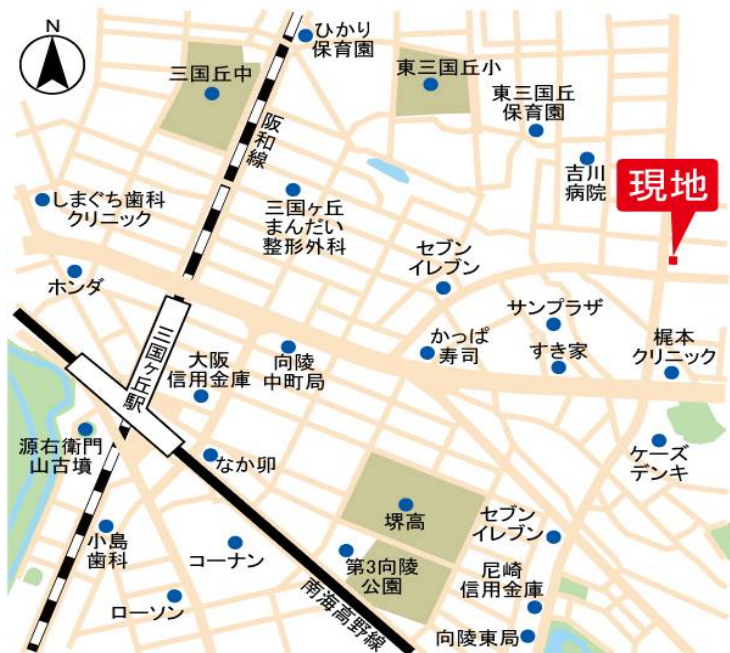 N
ひかり
保育園
三国丘中
東三国丘小
東三国丘
保育園
阪和線
吉川
病院
現地
しまぐち歯科
クリニック
三国ヶ丘
まんだい
整形外科
セブン
イレブン
ホンダ
サンプラザ
三国ヶ丘駅
大阪
信用金庫
向陵
中町局
かっぱ
寿司
すき家
梶本
クリニック
源右衛門
山古墳
なか卯
ケーズ
デンキ
堺高
セブン
イレブン
小島
歯科
コーナン
第3向陵
公園
尼崎
信用金庫
ローソン
南海高野線
向陵東局